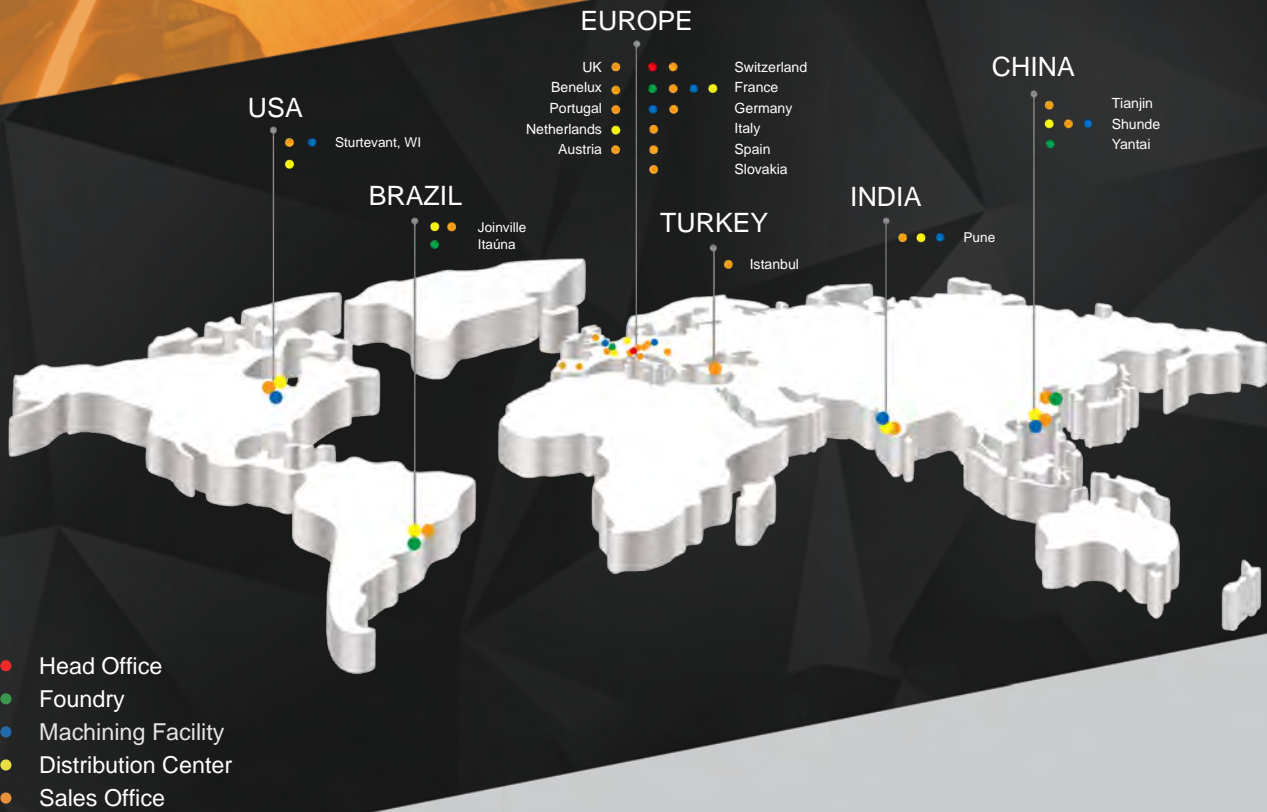 EUROPE
UK
Benelux
Portugal
Netherlands
Austria
Switzerland
France
Germany
Italy
Spain
Slovakia
CHINA
Tianjin
Shunde
Yantai
USA
Sturtevant, WI
BRAZIL
Joinville
Itaúna
TURKEY
Istanbul
INDIA
Pune
Head Office
Foundry
Machining Facility
Distribution Center
Sales Office